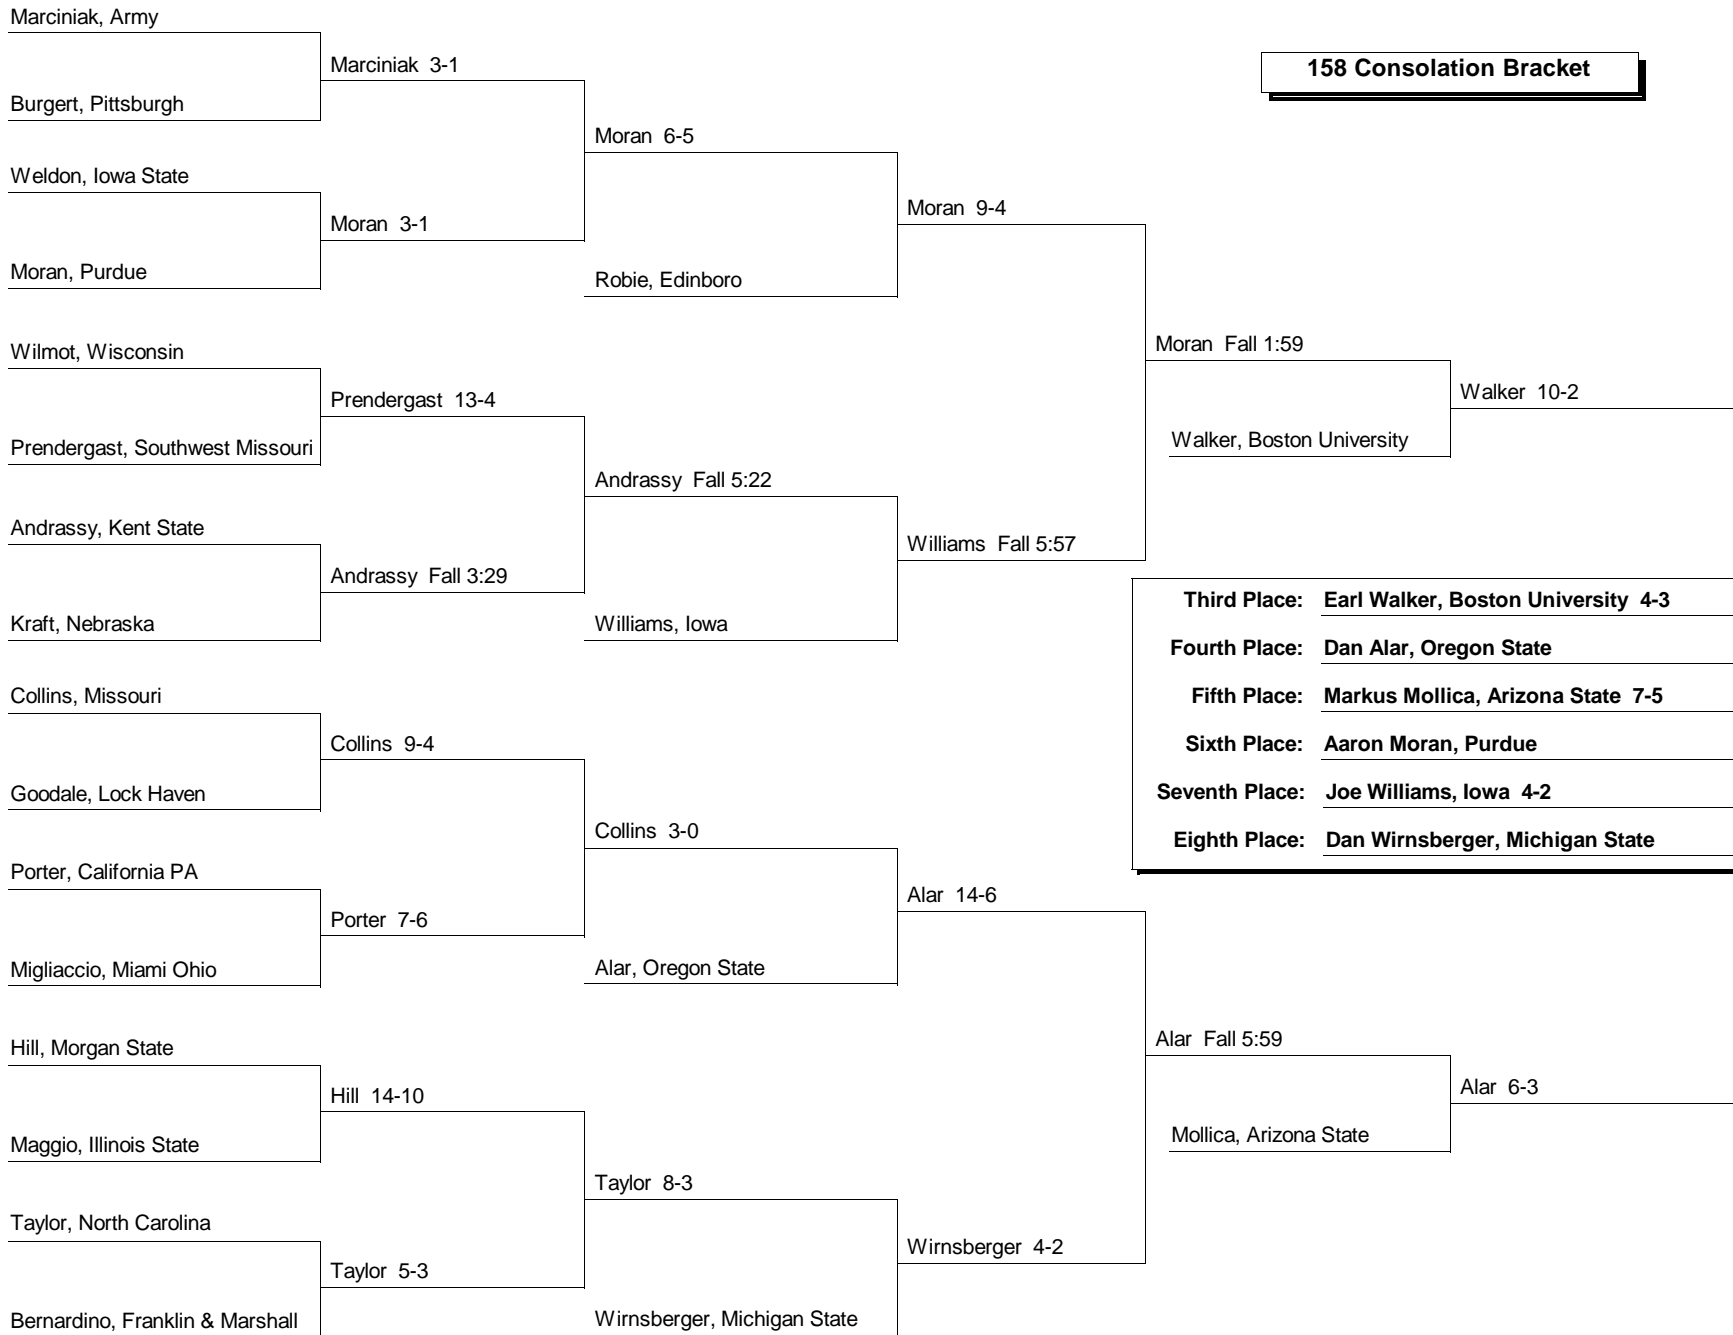 Marciniak, Army
Marciniak 3-1
158 Consolation Bracket
Burgert, Pittsburgh
Moran 6-5
Weldon, Iowa State
Moran 9-4
Moran 3-1
Moran, Purdue
Robie, Edinboro
Wilmot, Wisconsin
Moran Fall 1:59
Prendergast 13-4
Walker 10-2
Prendergast, Southwest Missouri
Walker, Boston University
Andrassy Fall 5:22
Andrassy, Kent State
Williams Fall 5:57
Andrassy Fall 3:29
Kraft, Nebraska
Williams, Iowa
Third Place: Earl Walker, Boston University 4-3
Fourth Place: Dan Alar, Oregon State
Fifth Place: Markus Mollica, Arizona State 7-5
Sixth Place: Aaron Moran, Purdue
Seventh Place: Joe Williams, Iowa 4-2
Eighth Place: Dan Wirnsberger, Michigan State
Collins, Missouri
Collins 9-4
Goodale, Lock Haven
Collins 3-0
Porter, California PA
Alar 14-6
Porter 7-6
Migliaccio, Miami Ohio
Alar, Oregon State
Hill, Morgan State
Alar Fall 5:59
Hill 14-10
Alar 6-3
Maggio, Illinois State
Mollica, Arizona State
Taylor 8-3
Taylor, North Carolina
Wirnsberger 4-2
Taylor 5-3
Bernardino, Franklin & Marshall
Wirnsberger, Michigan State